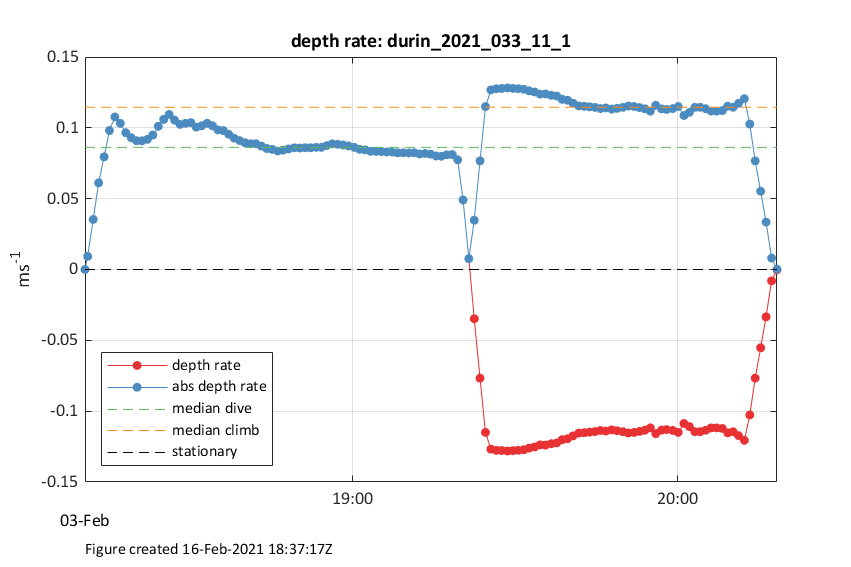 depth rate: durin_2021_033_11_1
0.15
0.1
0.05
0
-0.05
-0.1
-0.15
ms⁻¹
depth rate
abs depth rate
median dive
median climb
stationary
19:00
20:00
03-Feb
Figure created 16-Feb-2021 18:37:17Z